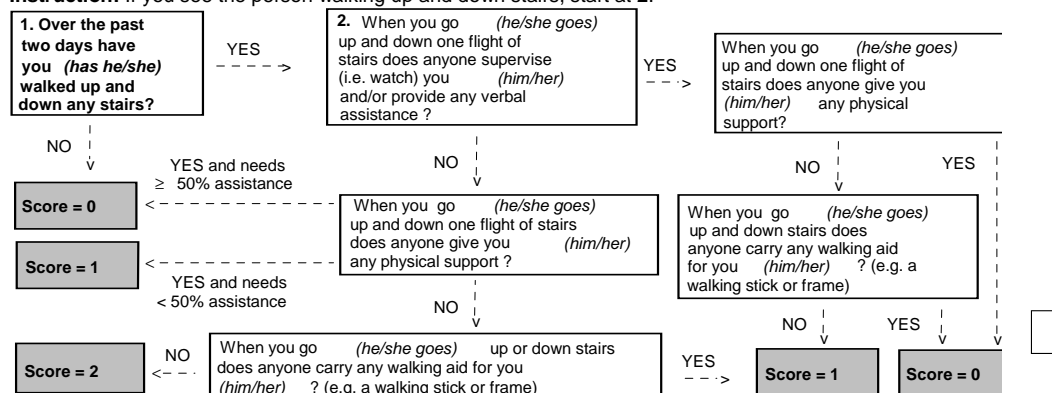 Instruction: If you see the person walking up and down stairs, start at 2.
1. Over the past
two days have
you (has he/she)
walked up and
down any stairs?
YES
2. When you go (he/she goes)
up and down one flight of
stairs does anyone supervise
(i.e. watch) you (him/her)
and/or provide any verbal
assistance ?
YES
When you go (he/she goes)
up and down one flight of
stairs does anyone give you
(him/her) any physical
support?
NO
YES and needs
≥ 50% assistance
NO
NO
YES
Score = 0
When you go (he/she goes)
up and down one flight of stairs
does anyone give you (him/her)
any physical support ?
When you go (he/she goes)
up and down stairs does
anyone carry any walking aid
for you (him/her) ? (e.g. a
walking stick or frame)
Score = 1
YES and needs
< 50% assistance
NO
NO
YES
Score = 2
NO
When you go (he/she goes) up or down stairs
does anyone carry any walking aid for you
(him/her) ? (e.g. a walking stick or frame)
YES
Score = 1
Score = 0